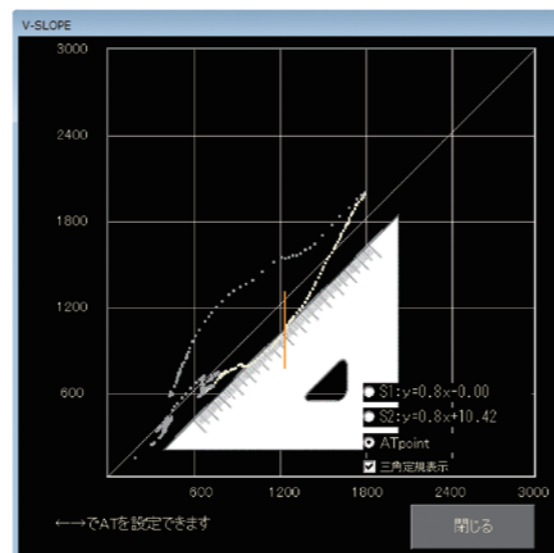 V-SLOPE
3000
2400
1800
1200
600
S1:y=0.8x-0.00
S2:y=0.8x+10.42
ATpoint
三角定規表示
600 1200 1800 2400 3000
←→でATを設定できます
閉じる